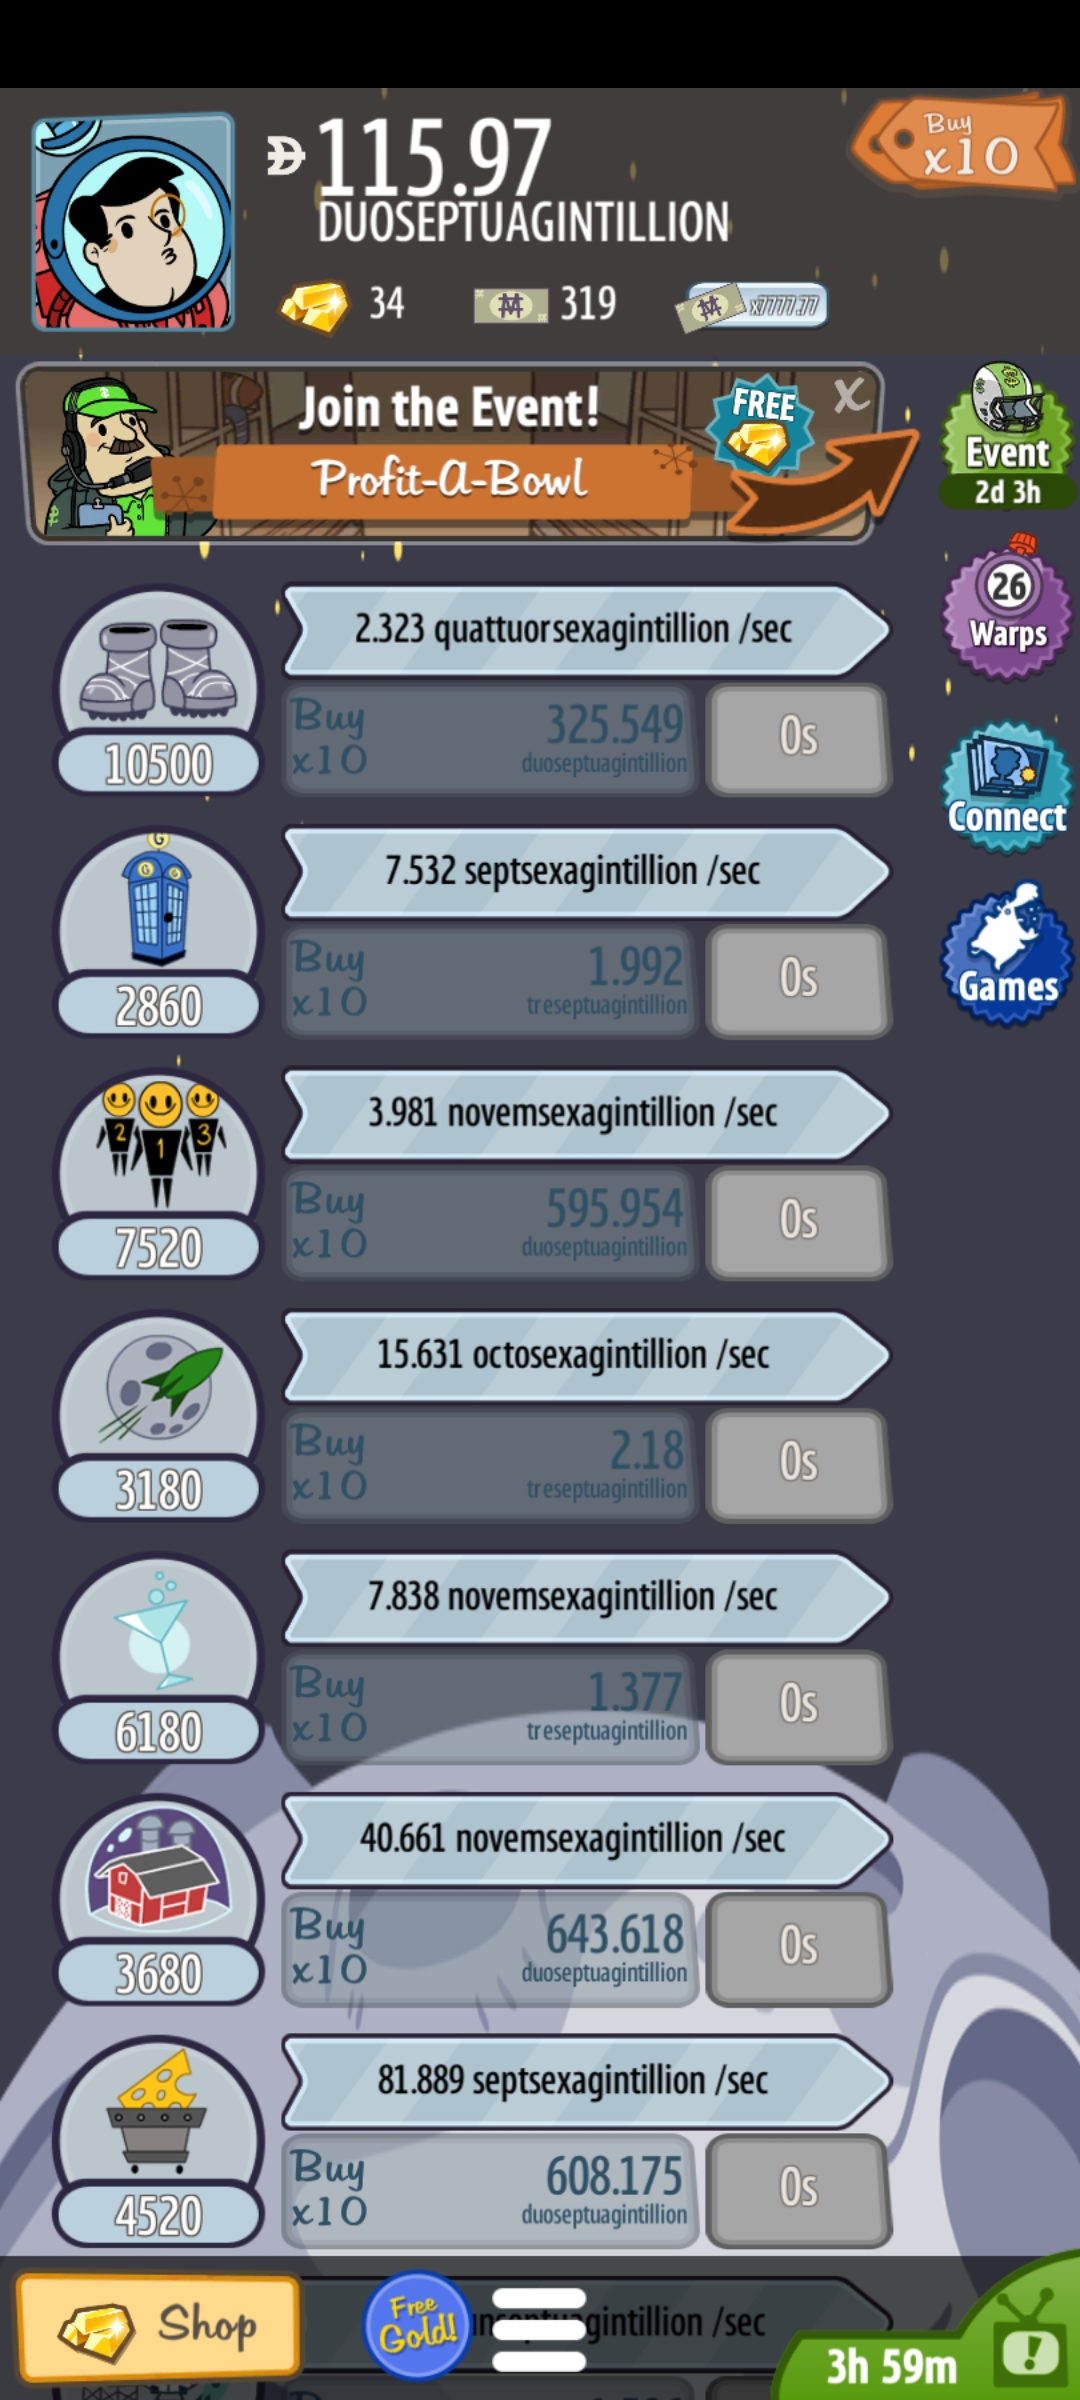 Buy
x10
115.97
DUOSEPTUAGINTILLION
34
319
x7777.77
Join the Event!
Profit-A-Bowl
FREE
X
Event
2d 3h
26
Warps
Connect
Games
2.323 quattuorsexagintillion /sec
Buy
x10
325.549
duoseptuagintillion
0s
10500
G
G G
7.532 septsexagintillion /sec
Buy
x10
1.992
treseptuagintillion
0s
2860
2 1 3
3.981 novemsexagintillion /sec
Buy
x10
595.954
duoseptuagintillion
0s
7520
15.631 octosexagintillion /sec
Buy
x10
2.18
treseptuagintillion
0s
3180
7.838 novemsexagintillion /sec
Buy
x10
1.377
treseptuagintillion
0s
6180
40.661 novemsexagintillion /sec
Buy
x10
643.618
duoseptuagintillion
0s
3680
81.889 septsexagintillion /sec
Buy
x10
608.175
duoseptuagintillion
0s
4520
Shop
Free
Gold!
/sec
3h 59m
!